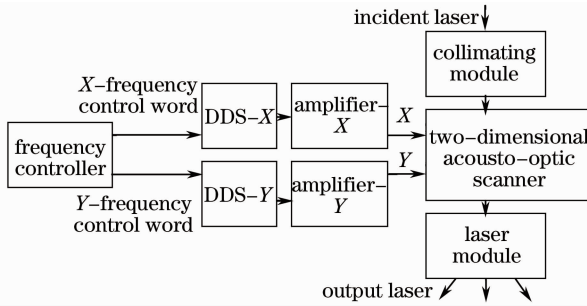 incident laser
collimating
module
X–frequency
control word
DDS–X
amplifier–
X
X
frequency
controller
two–dimensional
acousto–optic
scanner
Y
DDS–Y
amplifier–
Y
Y–frequency
control word
laser
module
output laser